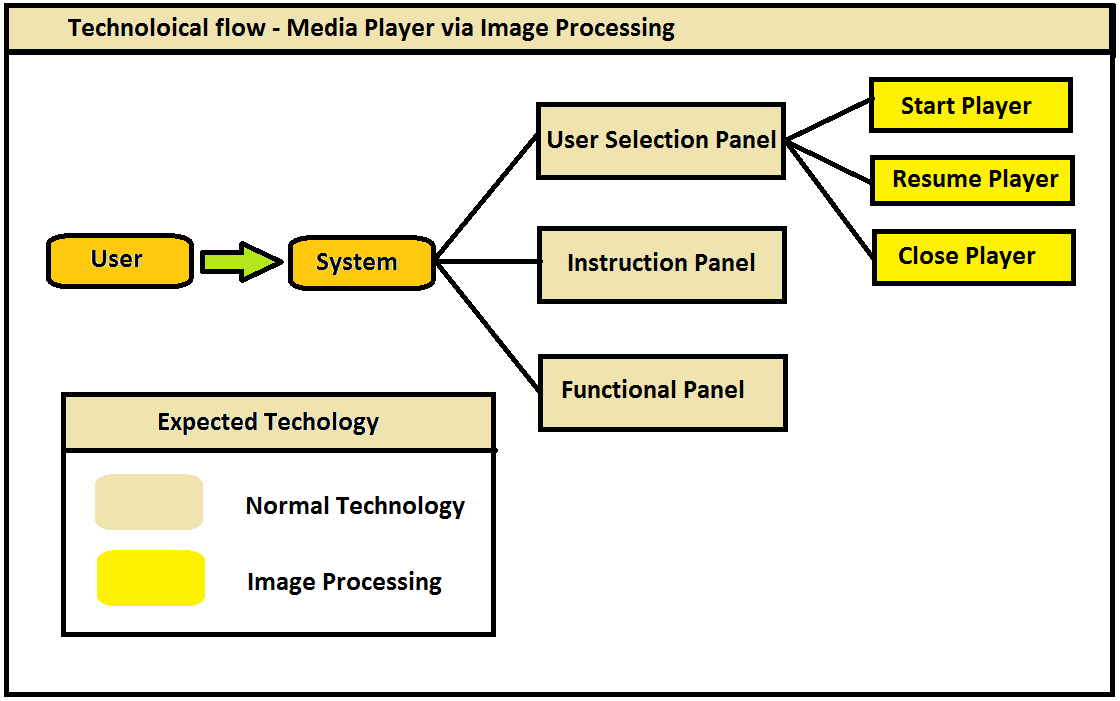 Technoloical flow - Media Player via Image Processing
Start Player
User Selection Panel
Resume Player
User
System
Instruction Panel
Close Player
Functional Panel
Expected Techology
Normal Technology
Image Processing